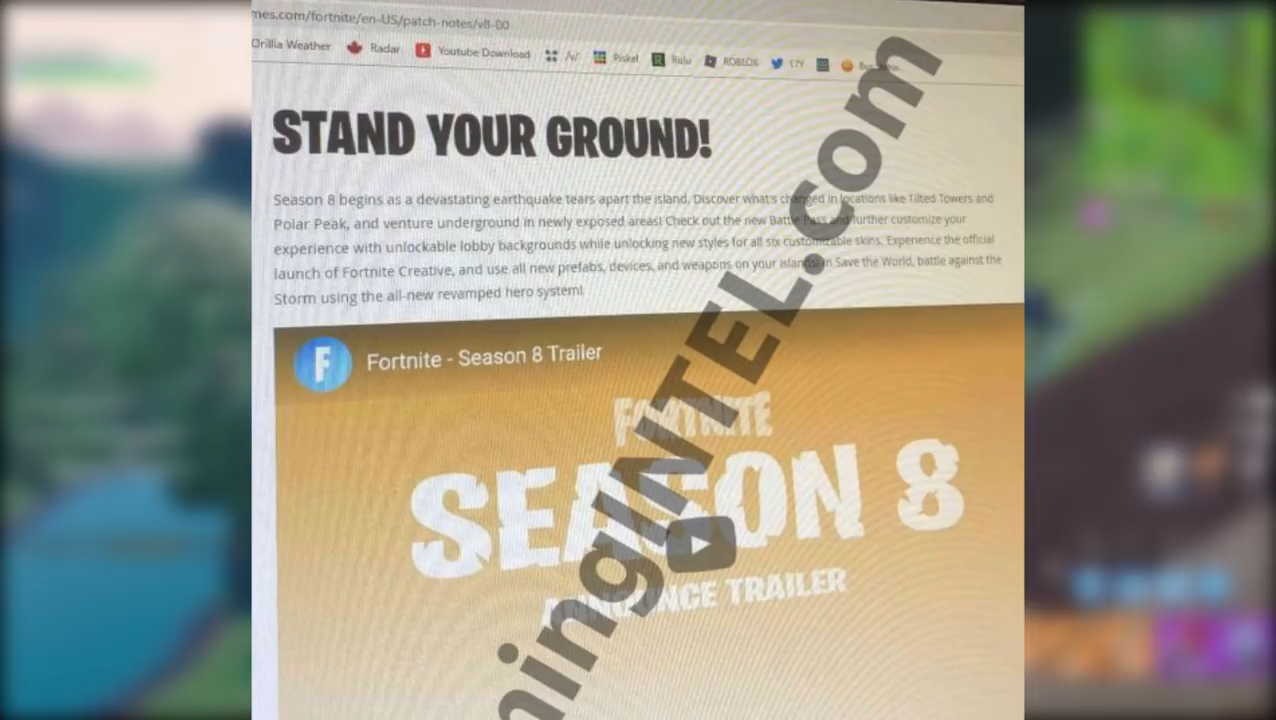 mes.com/fortnite/en-US/patch-notes/v8-00
Orillia Weather Radar Youtube Download /v/ Piskel Rulu ROBLOX
STAND YOUR GROUND!
Season 8 begins as a devastating earthquake tears apart the island. Discover what's changed in locations like Tilted Towers and
Polar Peak, and venture underground in newly exposed areas! Check out the new Battle Pass and further customize your
experience with unlockable lobby backgrounds while unlocking new styles for all six customizable skins. Experience the official
launch of Fortnite Creative, and use all new prefabs, devices, and weapons on your islands! In Save the World, battle against the
Storm using the all-new revamped hero system!
F Fortnite - Season 8 Trailer
FORTNITE
SEASON 8
ANNOUNCE TRAILER
ingINTEL.com